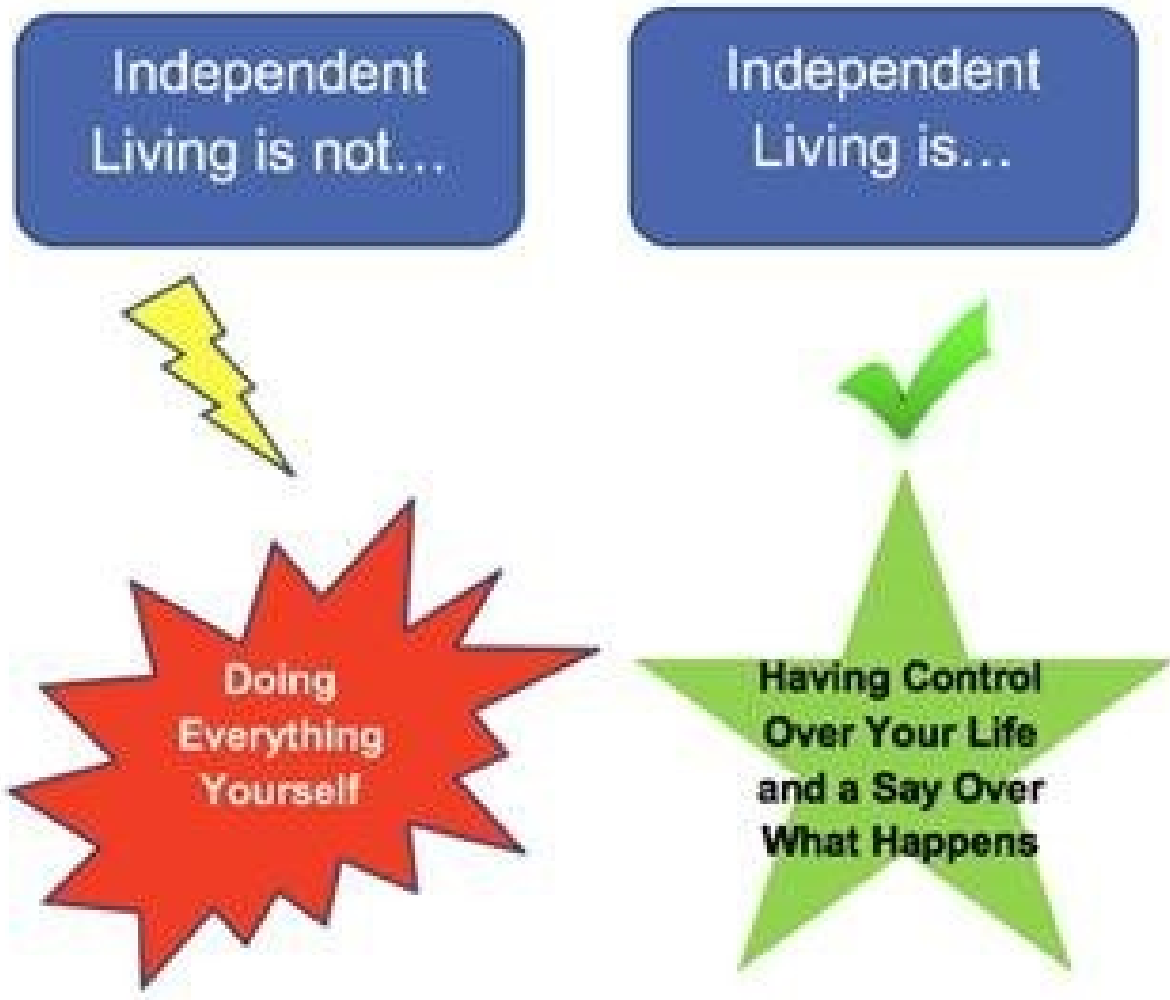 Independent
Living is not…
Independent
Living is…
Doing
Everything
Yourself
Having Control
Over Your Life
and a Say Over
What Happens